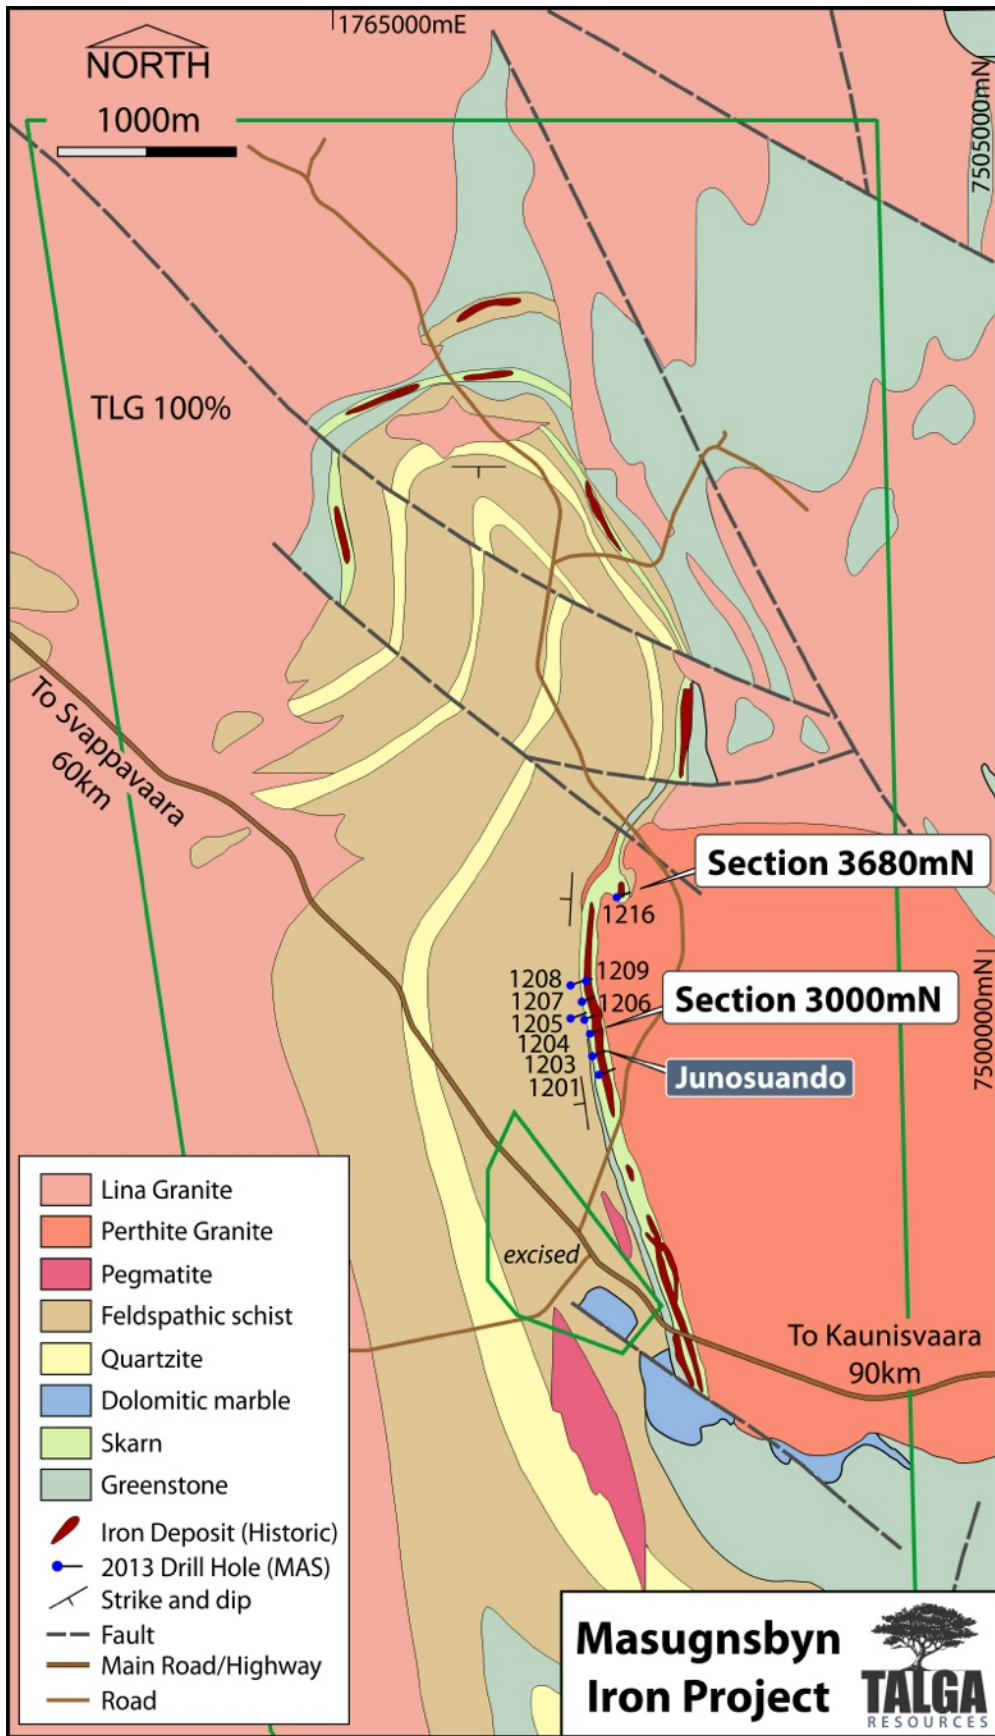 1765000mE
NORTH
1000m
7505000mN
TLG 100%
To Svappavaara
60km
Section 3680mN
1216
1208
1209
1207
1206
Section 3000mN
1205
1204
1203
Junosuando
1201
7500000mN
excised
To Kaunisvaara
90km
Lina Granite
Perthite Granite
Pegmatite
Feldspathic schist
Quartzite
Dolomitic marble
Skarn
Greenstone
Iron Deposit (Historic)
2013 Drill Hole (MAS)
Strike and dip
Fault
Main Road/Highway
Road
Masugnsbyn
Iron Project
TALGA
RESOURCES